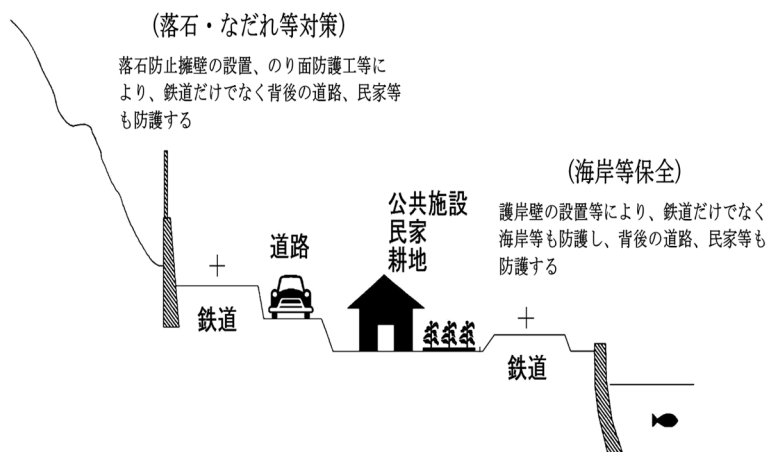 (落石・なだれ等対策)
落石防止擁壁の設置、のり面防護工等に
より、鉄道だけでなく背後の道路、民家等
も防護する
(海岸等保全)
護岸壁の設置等により、鉄道だけでなく
海岸等も防護し、背後の道路、民家等も
防護する
公共施設
民家
耕地
道路
鉄道
鉄道